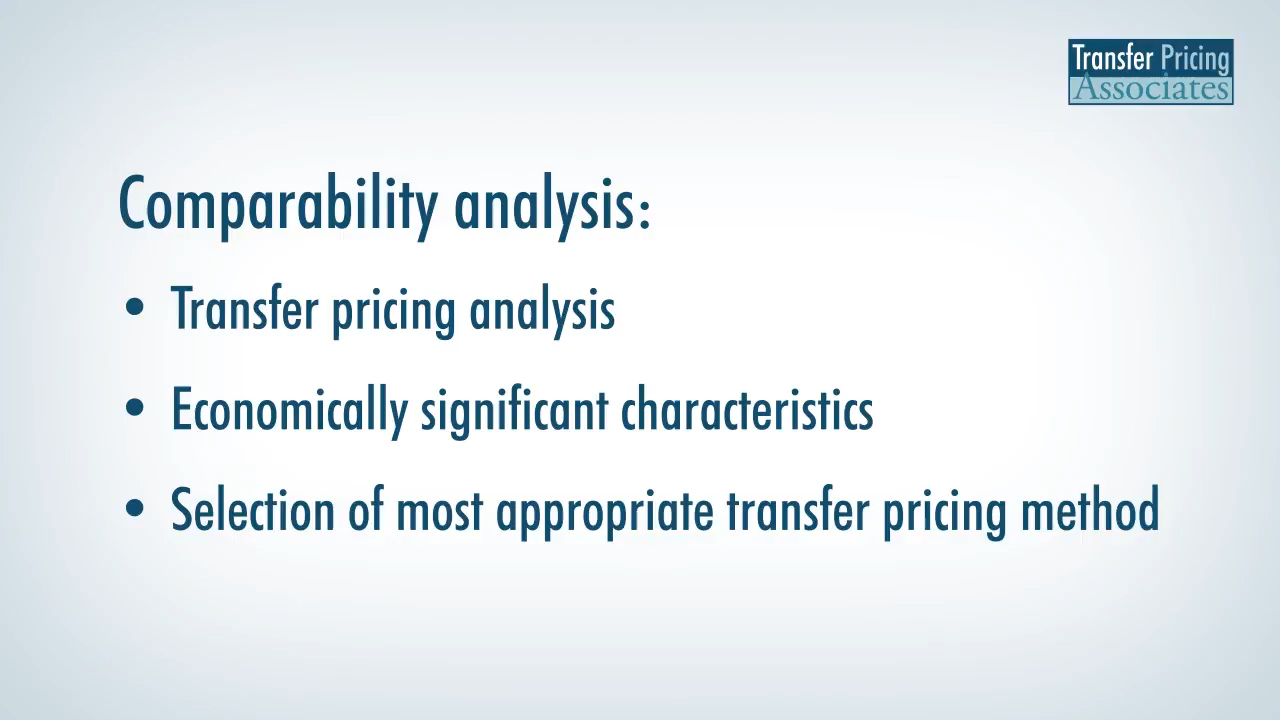 Transfer Pricing
Associates
Comparability analysis:
• Transfer pricing analysis
• Economically significant characteristics
• Selection of most appropriate transfer pricing method